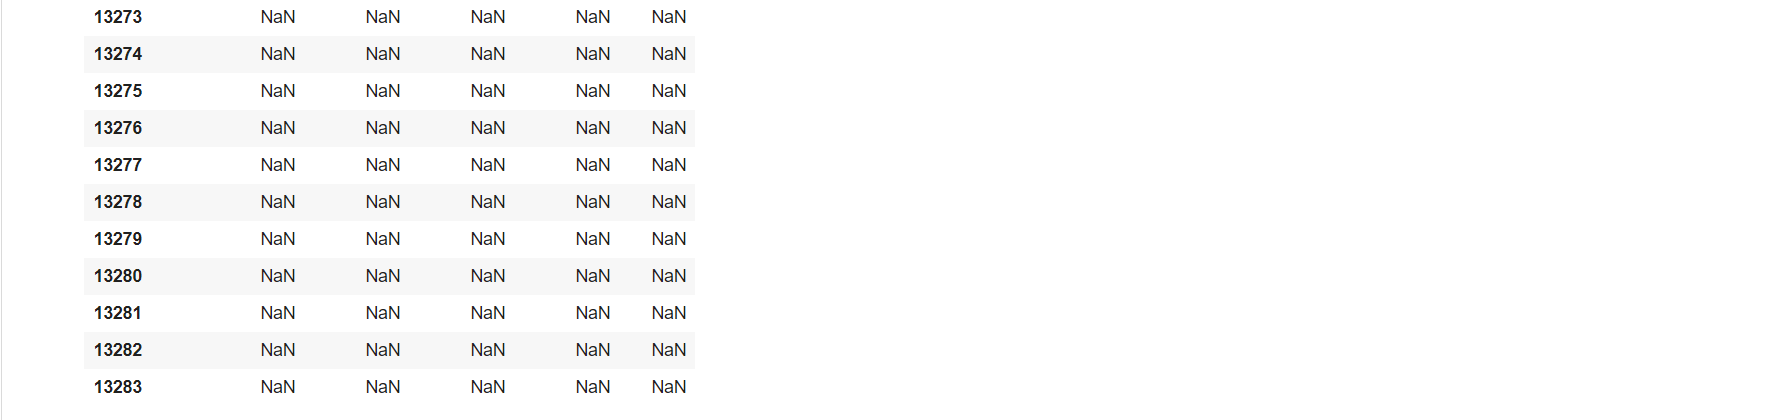 13273 NaN NaN NaN NaN NaN
13274 NaN NaN NaN NaN NaN
13275 NaN NaN NaN NaN NaN
13276 NaN NaN NaN NaN NaN
13277 NaN NaN NaN NaN NaN
13278 NaN NaN NaN NaN NaN
13279 NaN NaN NaN NaN NaN
13280 NaN NaN NaN NaN NaN
13281 NaN NaN NaN NaN NaN
13282 NaN NaN NaN NaN NaN
13283 NaN NaN NaN NaN NaN